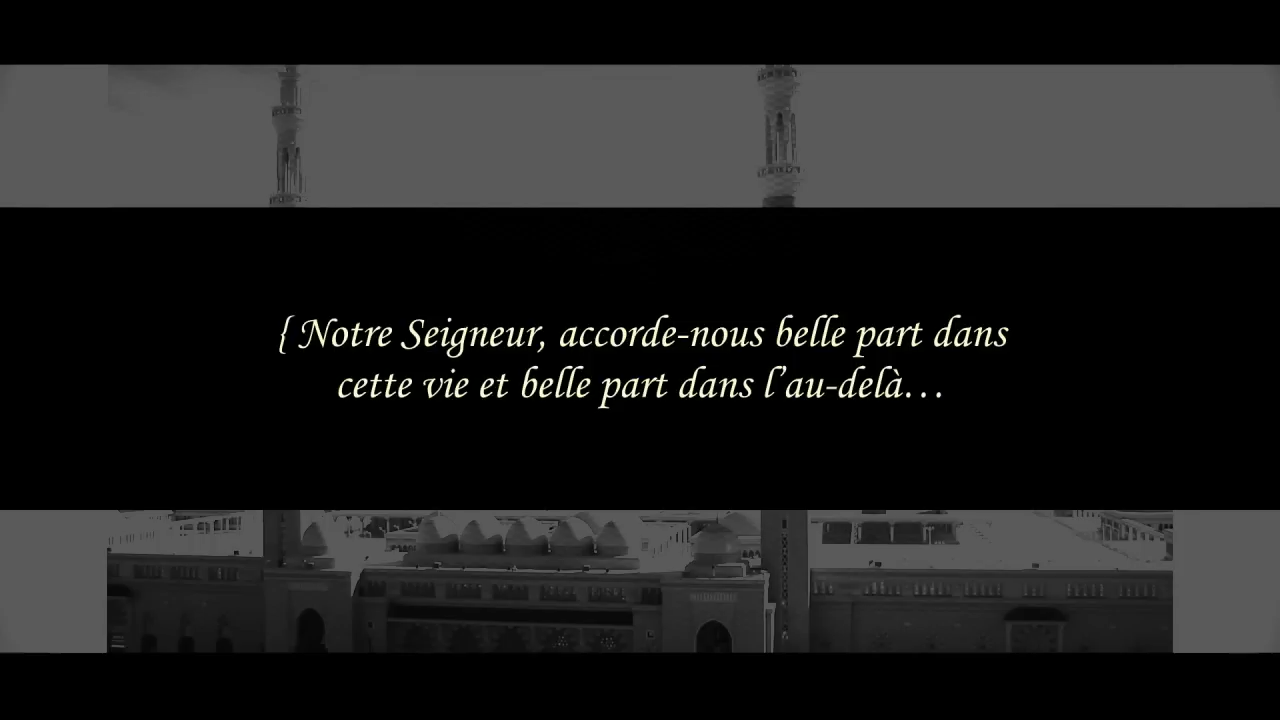 { Notre Seigneur, accorde-nous belle part dans
cette vie et belle part dans l’au-delà…